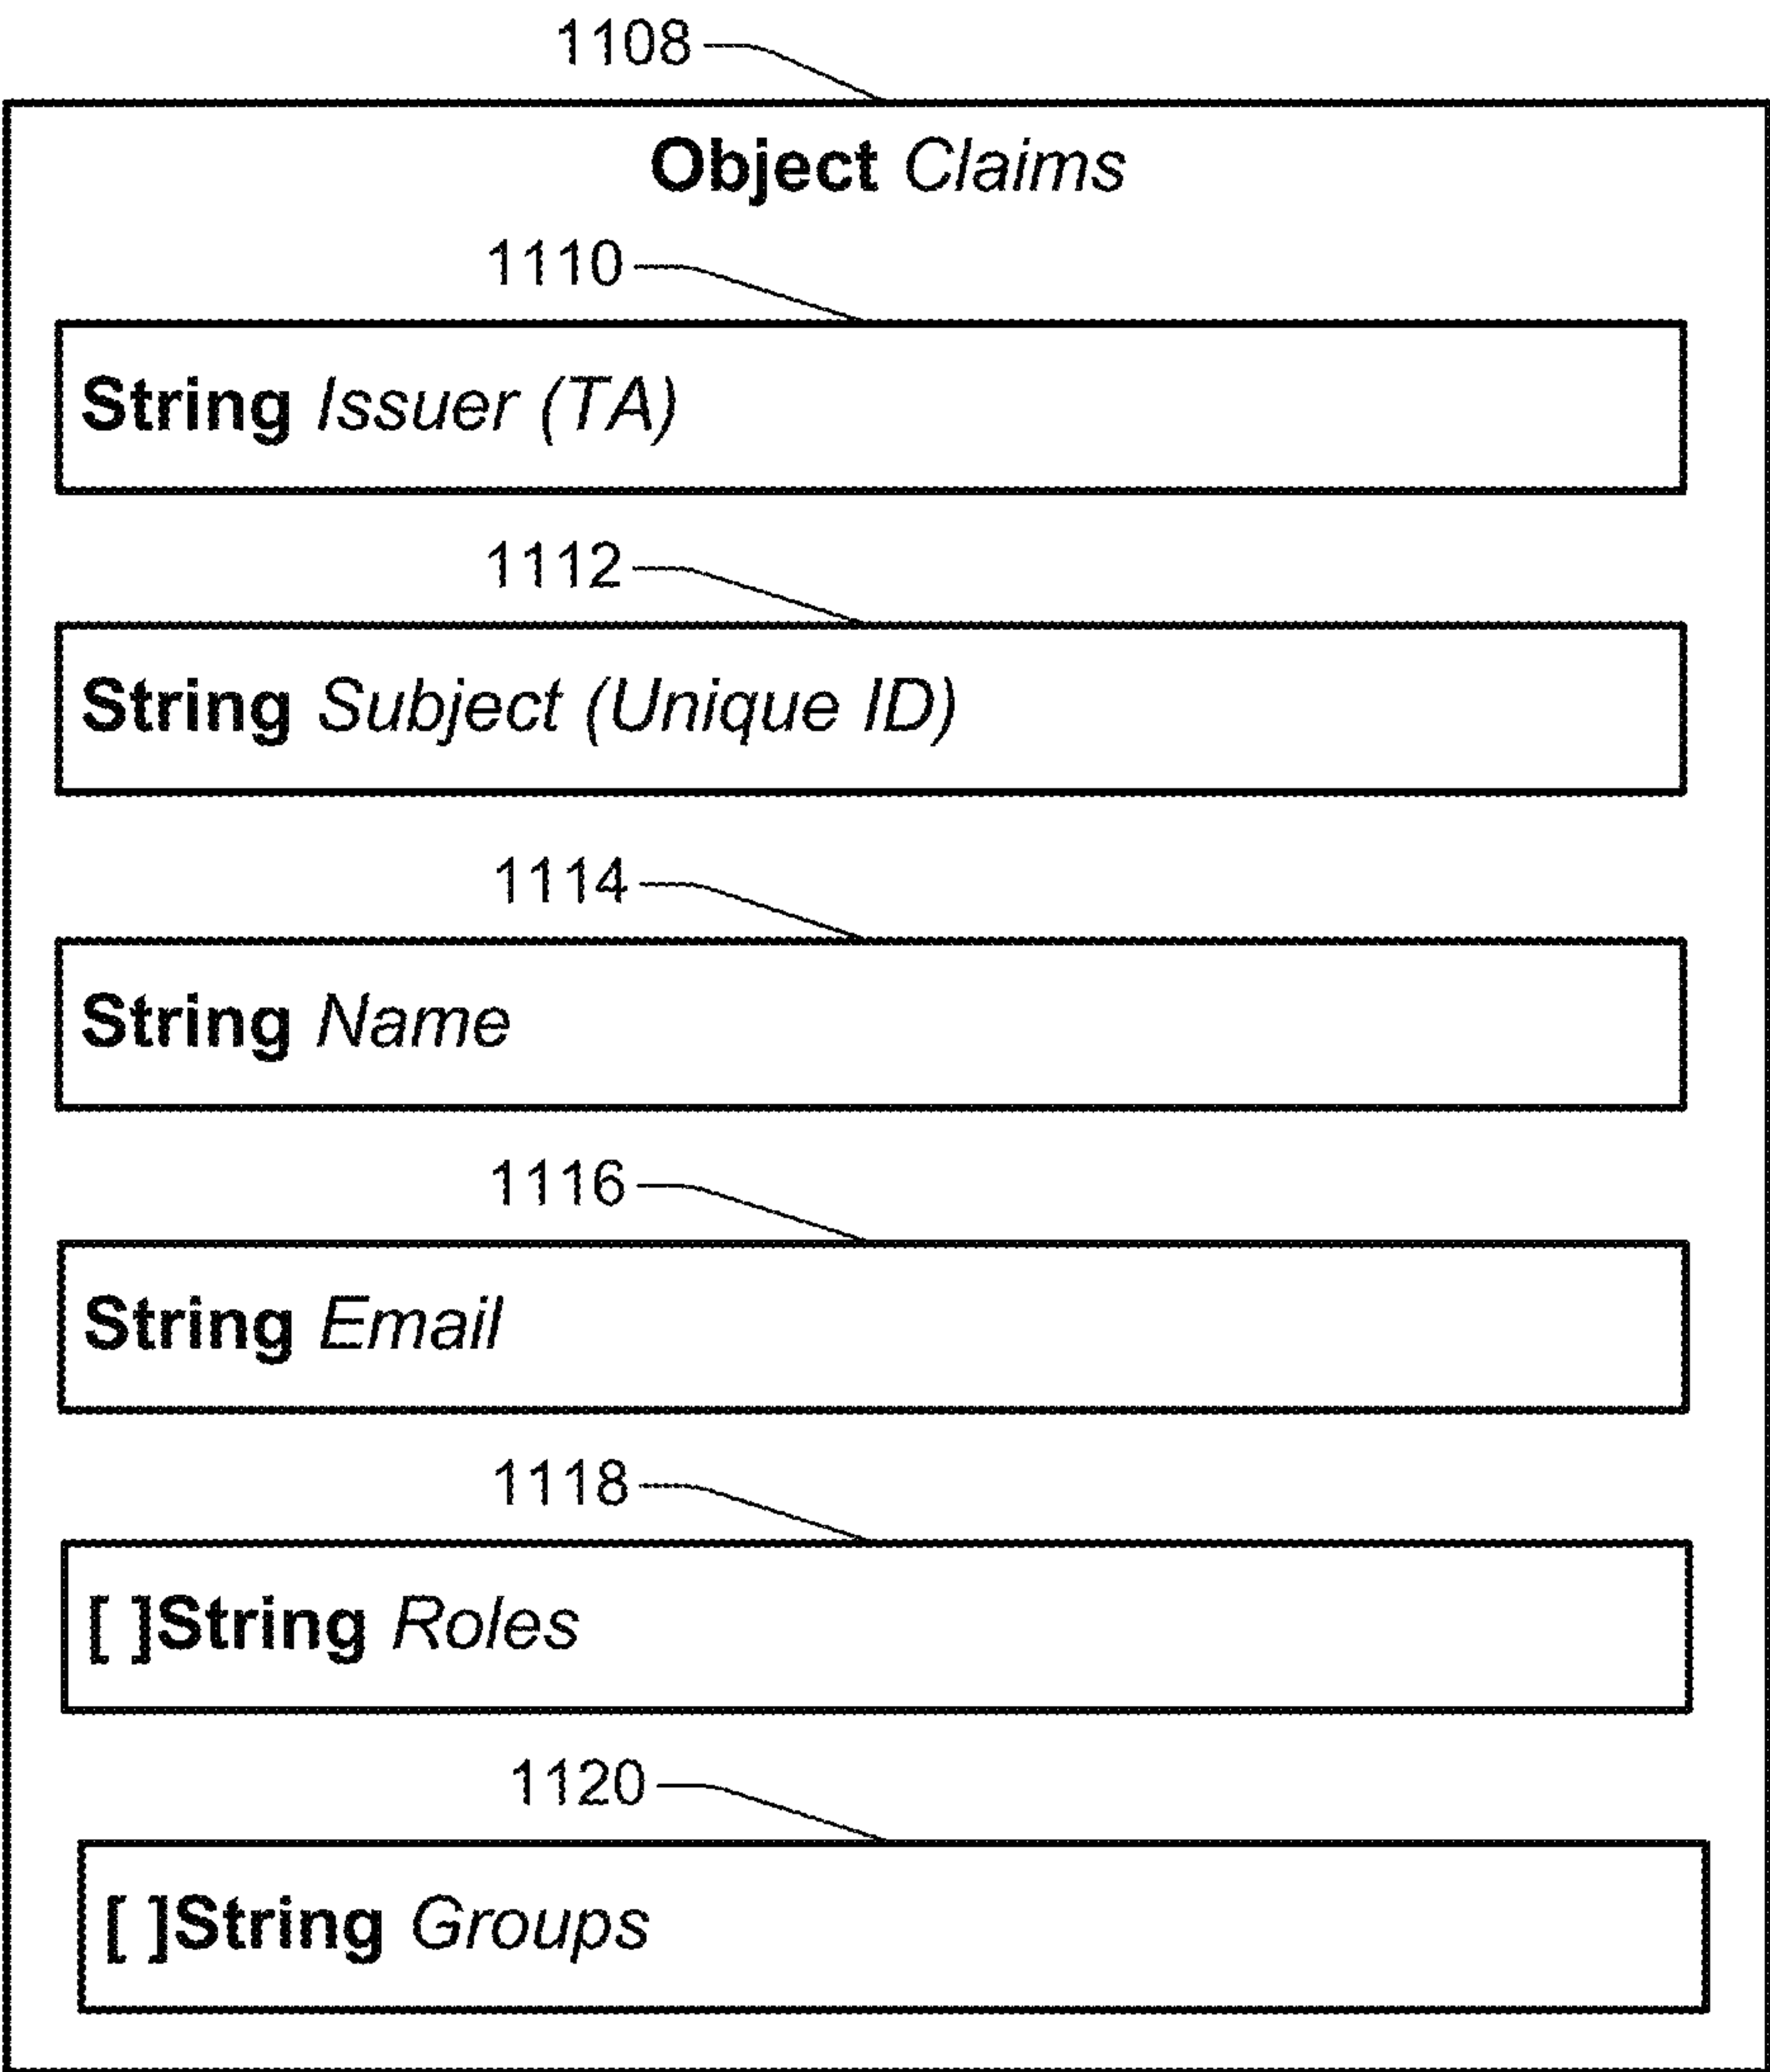 1108
Object Claims
1110
String Issuer (TA)
1112
String Subject (Unique ID)
1114
String Name
1116
String Email
1118
[ ]String Roles
1120
[ ]String Groups